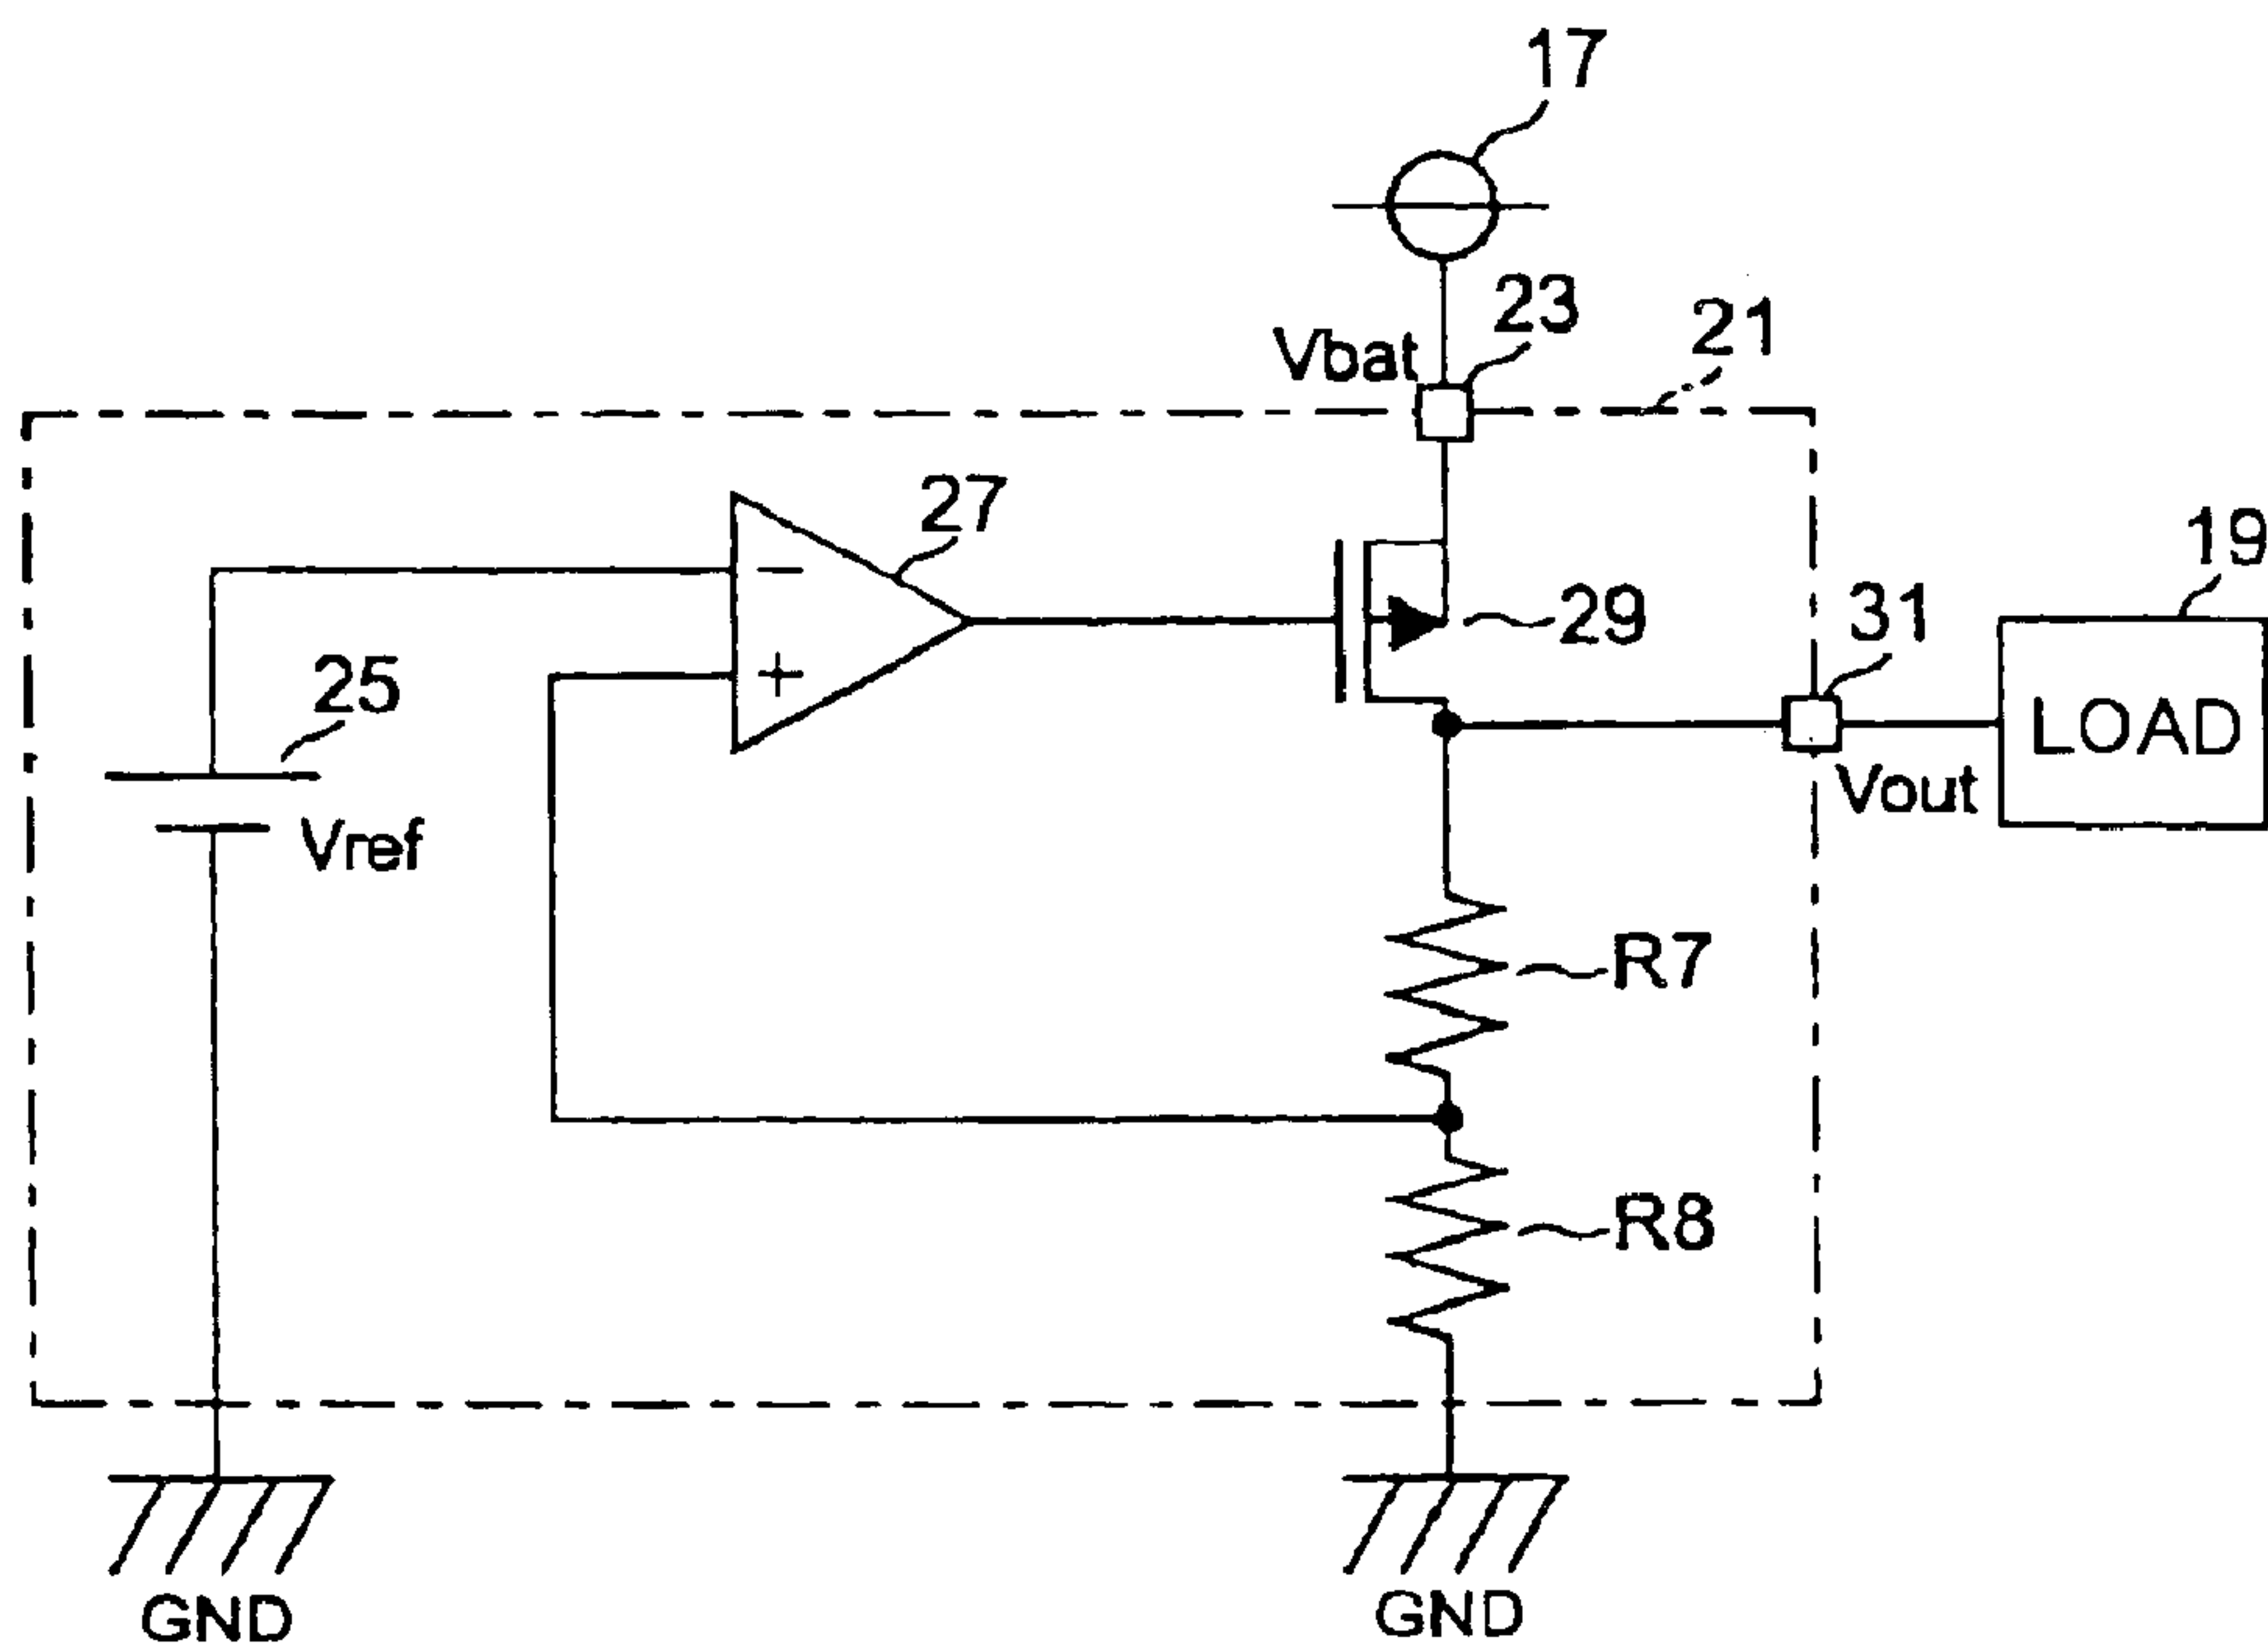 17
23
Vbat
21
27
19
29
31
25
LOAD
Vout
Vref
−
+
R7
R8
GND
GND